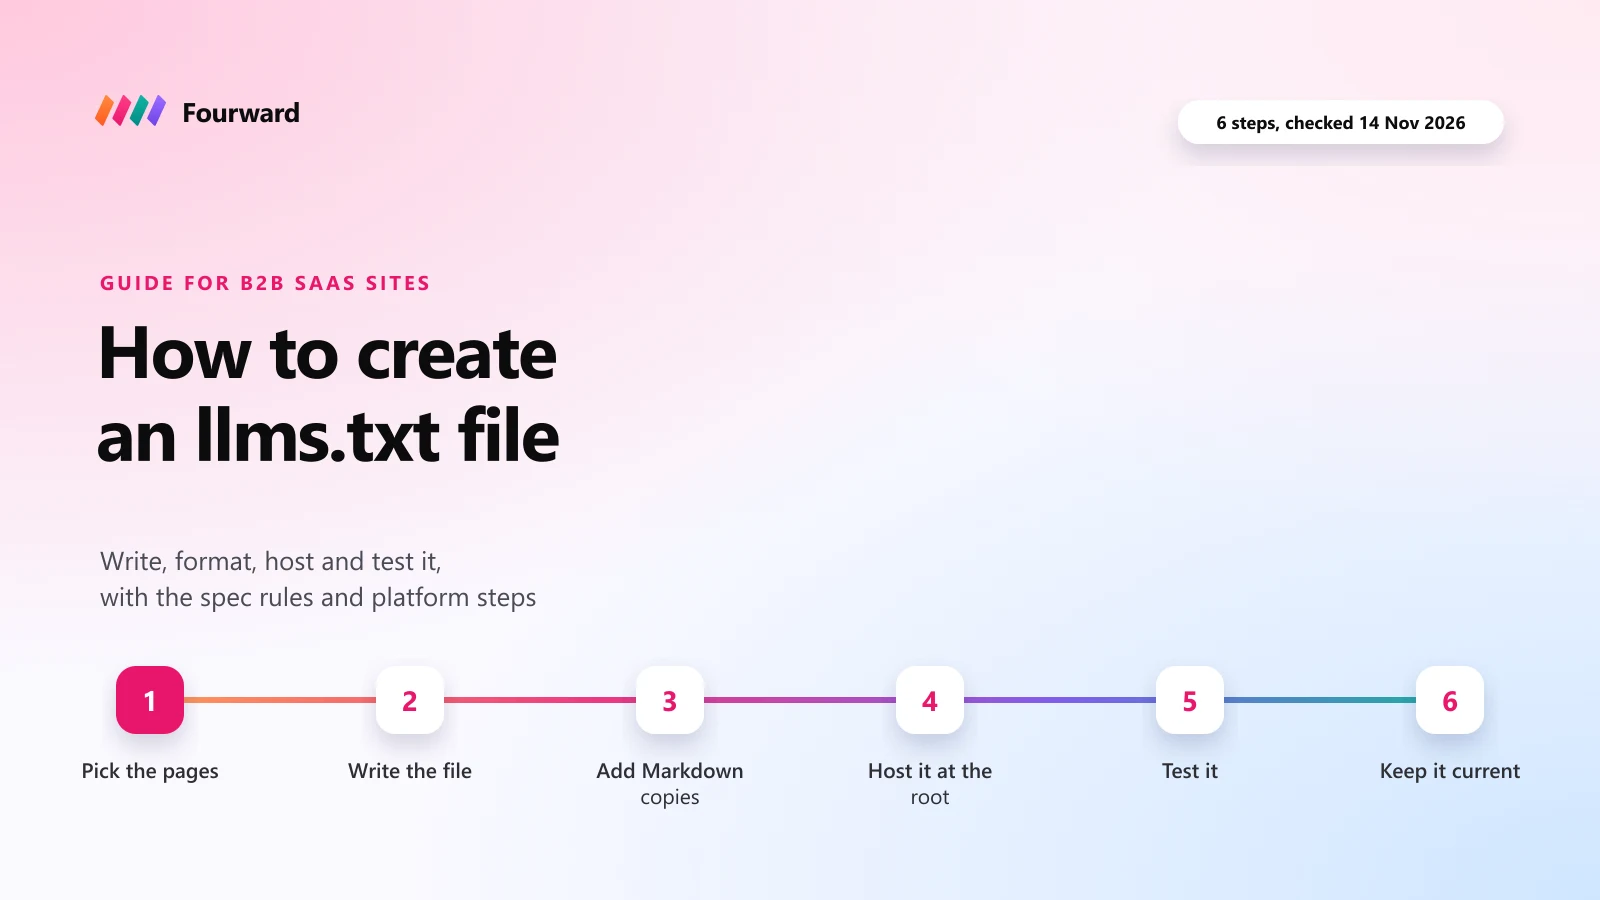 Fourward
6 steps, checked 14 Nov 2026
GUIDE FOR B2B SAAS SITES
How to create
an llms.txt file
Write, format, host and test it,
with the spec rules and platform steps
1
2
3
4
5
6
Pick the pages
Write the file
Add Markdown
copies
Host it at the
root
Test it
Keep it current